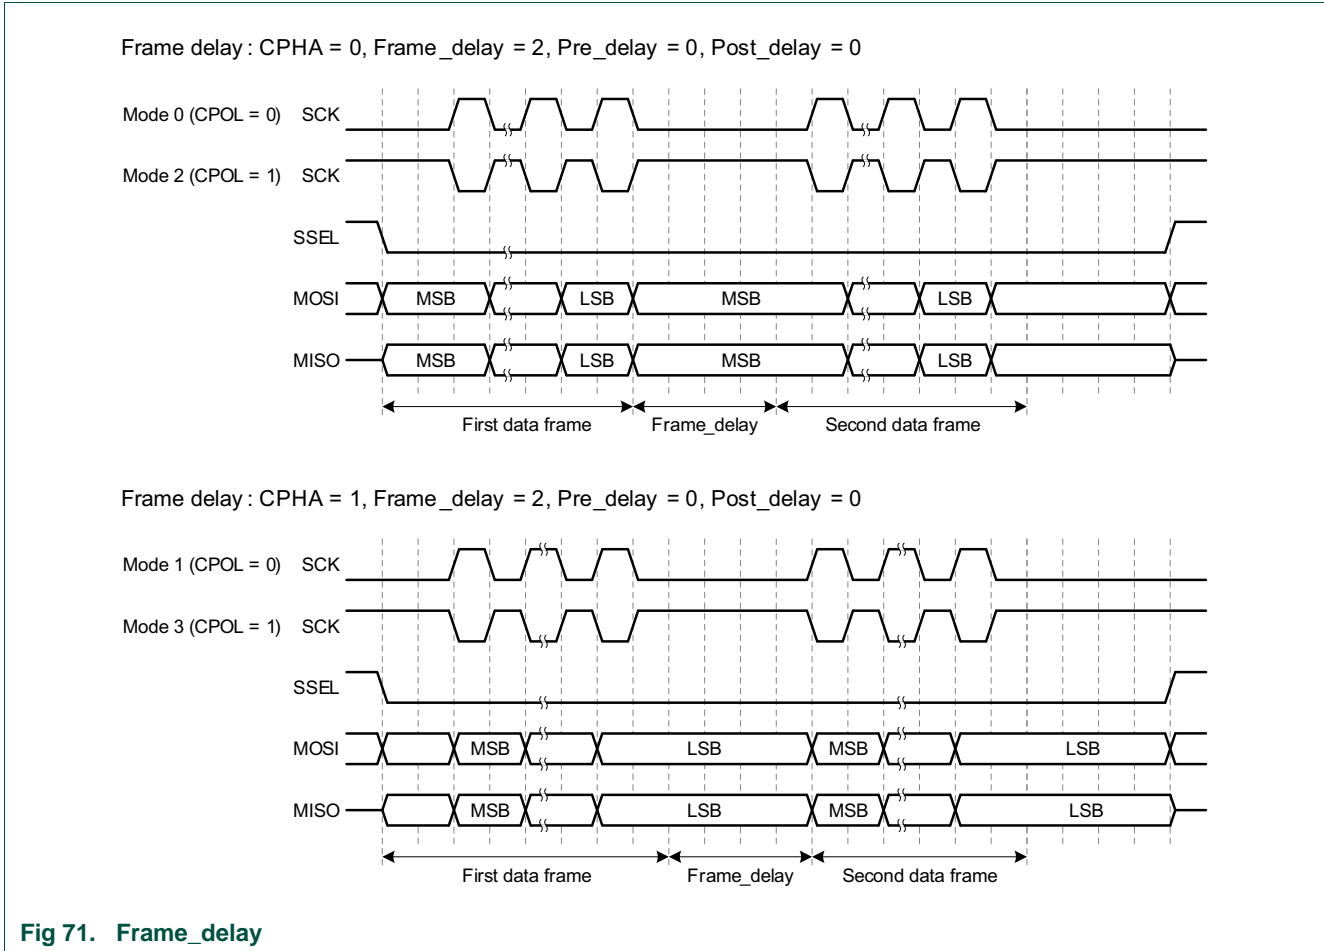 Frame delay : CPHA = 0, Frame_delay = 2, Pre_delay = 0, Post_delay = 0
Mode 0 (CPOL = 0) SCK
Mode 2 (CPOL = 1) SCK
SSEL
MOSI MSB LSB MSB LSB
MISO MSB LSB MSB LSB
First data frame Frame_delay Second data frame
Frame delay : CPHA = 1, Frame_delay = 2, Pre_delay = 0, Post_delay = 0
Mode 1 (CPOL = 0) SCK
Mode 3 (CPOL = 1) SCK
SSEL
MOSI MSB LSB MSB LSB
MISO MSB LSB MSB LSB
First data frame Frame_delay Second data frame
Fig 71. Frame_delay